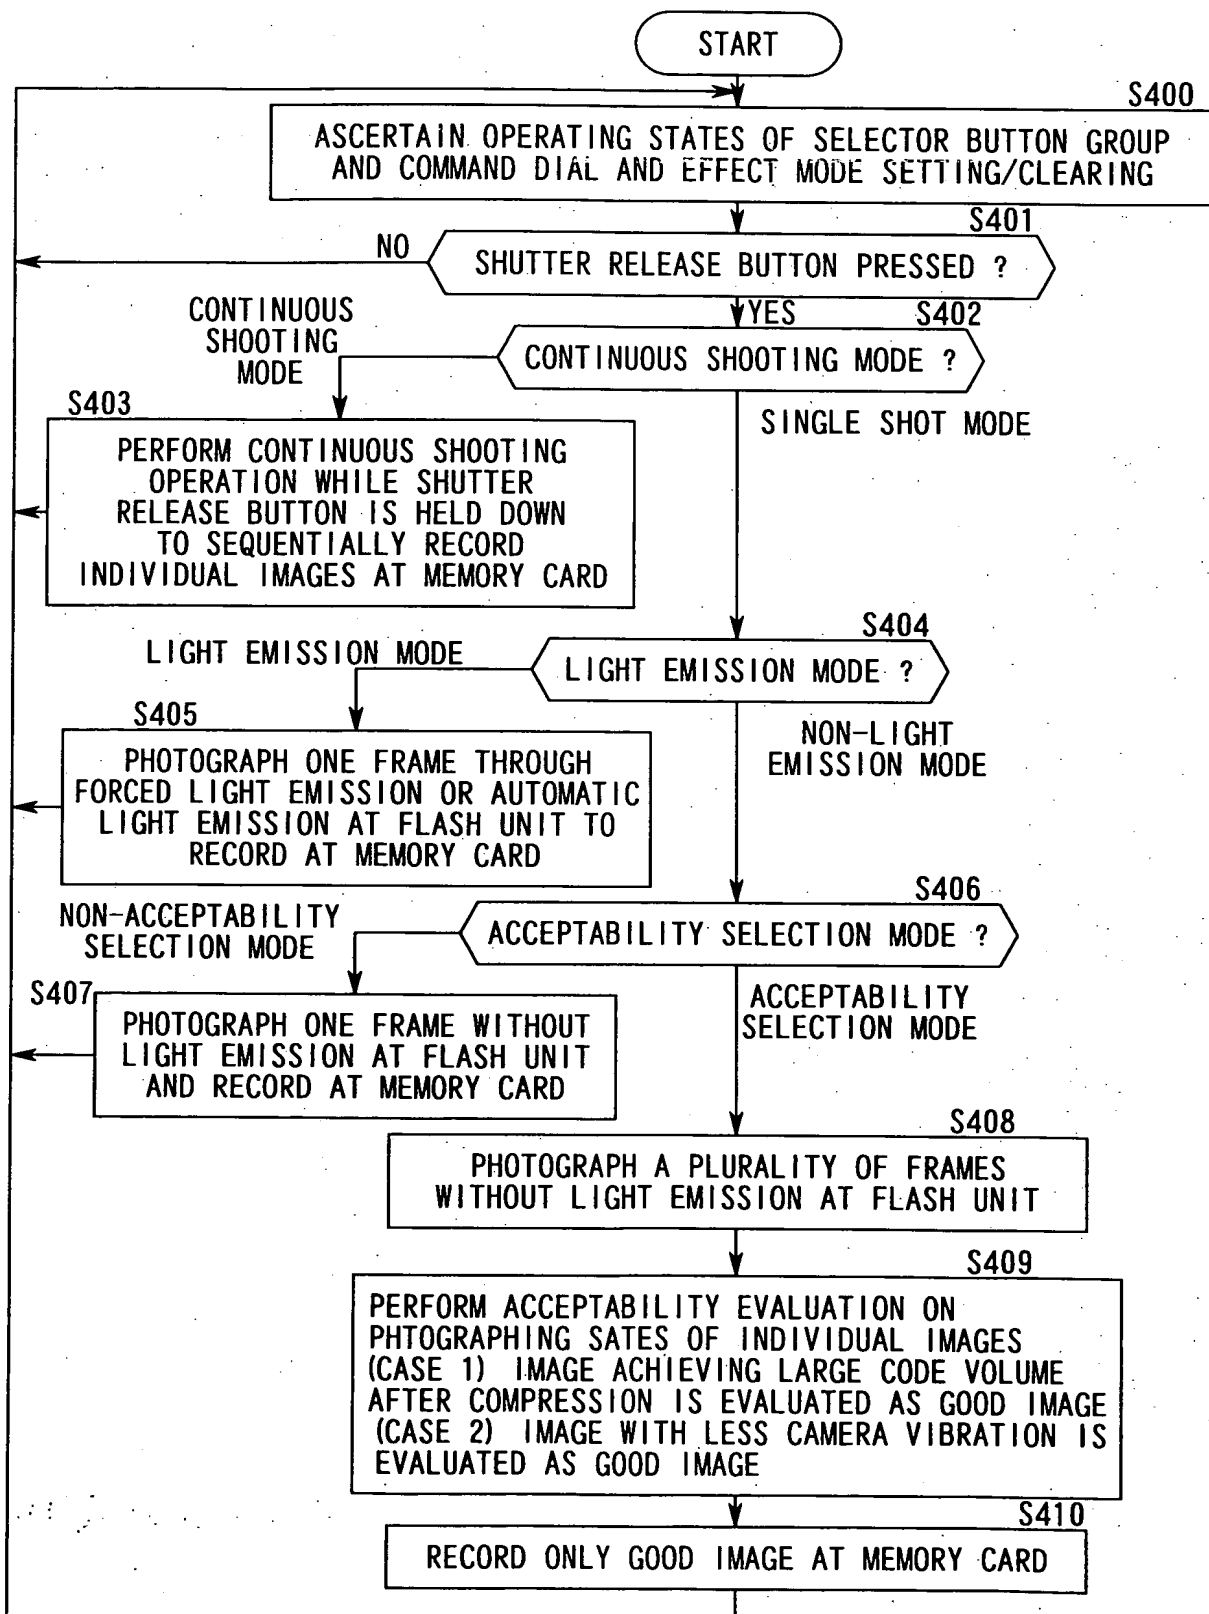 START
S400
ASCERTAIN OPERATING STATES OF SELECTOR BUTTON GROUP
AND COMMAND DIAL AND EFFECT MODE SETTING/CLEARING
S401
NO
SHUTTER RELEASE BUTTON PRESSED ?
YES
S402
CONTINUOUS
SHOOTING
MODE
CONTINUOUS SHOOTING MODE ?
S403
SINGLE SHOT MODE
PERFORM CONTINUOUS SHOOTING
OPERATION WHILE SHUTTER
RELEASE BUTTON IS HELD DOWN
TO SEQUENTIALLY RECORD
INDIVIDUAL IMAGES AT MEMORY CARD
S404
LIGHT EMISSION MODE
LIGHT EMISSION MODE ?
S405
NON-LIGHT
EMISSION MODE
PHOTOGRAPH ONE FRAME THROUGH
FORCED LIGHT EMISSION OR AUTOMATIC
LIGHT EMISSION AT FLASH UNIT TO
RECORD AT MEMORY CARD
S406
NON-ACCEPTABILITY
SELECTION MODE
ACCEPTABILITY SELECTION MODE ?
S407
ACCEPTABILITY
SELECTION MODE
PHOTOGRAPH ONE FRAME WITHOUT
LIGHT EMISSION AT FLASH UNIT
AND RECORD AT MEMORY CARD
S408
PHOTOGRAPH A PLURALITY OF FRAMES
WITHOUT LIGHT EMISSION AT FLASH UNIT
S409
PERFORM ACCEPTABILITY EVALUATION ON
PHTOGRAPHING SATES OF INDIVIDUAL IMAGES
(CASE 1) IMAGE ACHIEVING LARGE CODE VOLUME
AFTER COMPRESSION IS EVALUATED AS GOOD IMAGE
(CASE 2) IMAGE WITH LESS CAMERA VIBRATION IS
EVALUATED AS GOOD IMAGE
S410
RECORD ONLY GOOD IMAGE AT MEMORY CARD